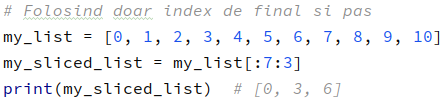 # Folosind doar index de final si pas
my_list = [0, 1, 2, 3, 4, 5, 6, 7, 8, 9, 10]
my_sliced_list = my_list[:7:3]
print(my_sliced_list)  # [0, 3, 6]